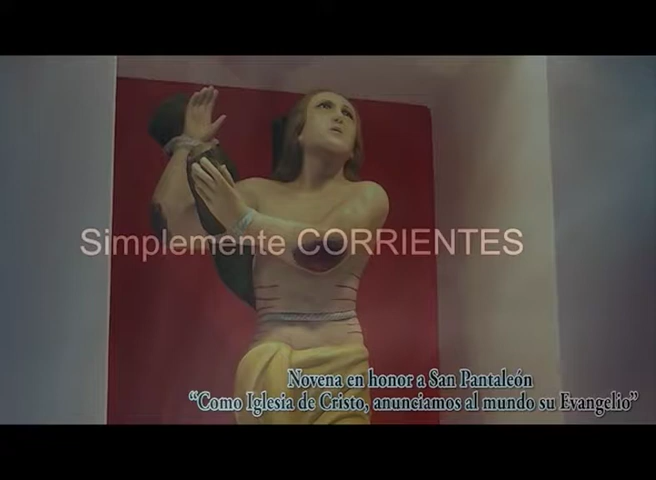 Simplemente CORRIENTES
Novena en honor a San Pantaleón
“Como Iglesia de Cristo, anunciamos al mundo su Evangelio”